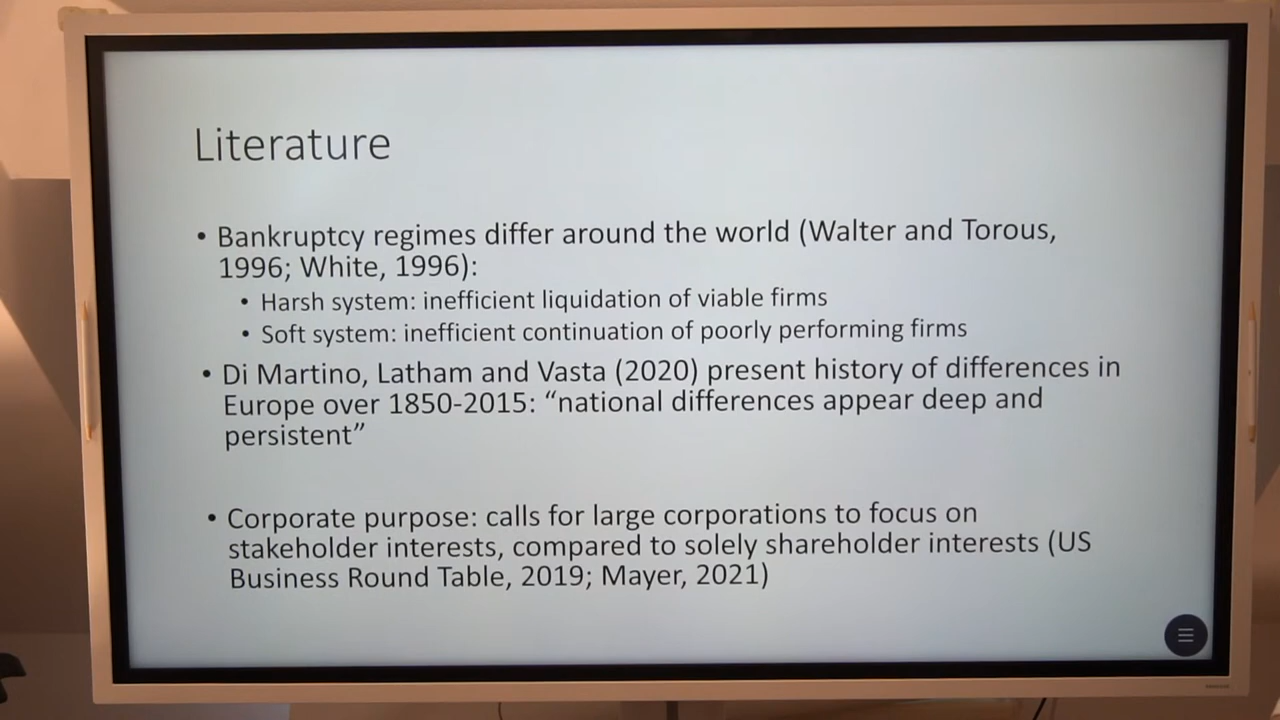 Literature
• Bankruptcy regimes differ around the world (Walter and Torous,
1996; White, 1996):
• Harsh system: inefficient liquidation of viable firms
• Soft system: inefficient continuation of poorly performing firms
• Di Martino, Latham and Vasta (2020) present history of differences in
Europe over 1850-2015: “national differences appear deep and
persistent”
• Corporate purpose: calls for large corporations to focus on
stakeholder interests, compared to solely shareholder interests (US
Business Round Table, 2019; Mayer, 2021)